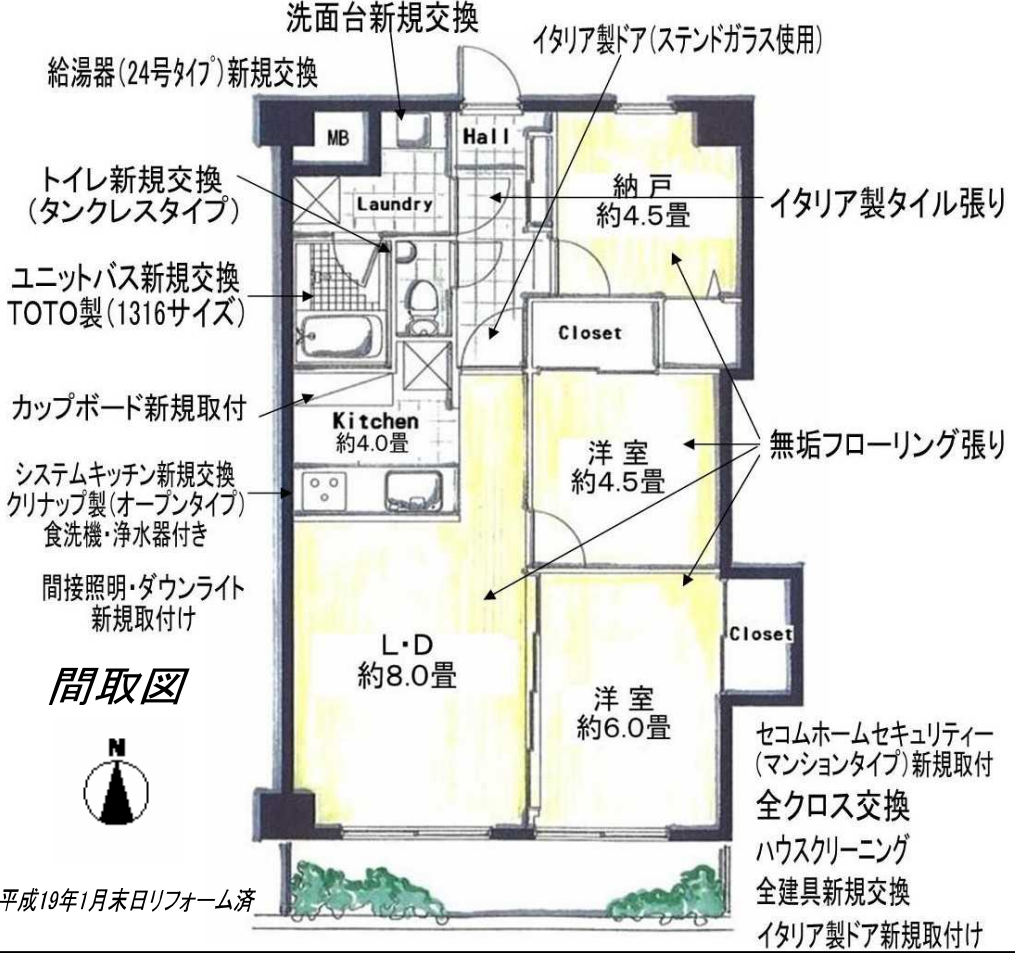 洗面台新規交換
イタリア製ドア(ステンドガラス使用)
給湯器(24号タイプ)新規交換
MB
Hall
トイレ新規交換
(タンクレスタイプ)
Laundry
納戸
約4.5畳
イタリア製タイル張り
ユニットバス新規交換
TOTO製(1316サイズ)
Closet
カップボード新規取付
Kitchen
約4.0畳
洋室
約4.5畳
無垢フローリング張り
システムキッチン新規交換
クリナップ製(オープンタイプ)
食洗機・浄水器付き
間接照明・ダウンライト
新規取付け
L・D
約8.0畳
Closet
洋室
約6.0畳
間取図
N
セコムホームセキュリティー
(マンションタイプ)新規取付
全クロス交換
ハウスクリーニング
全建具新規交換
イタリア製ドア新規取付け
平成19年1月末日リフォーム済